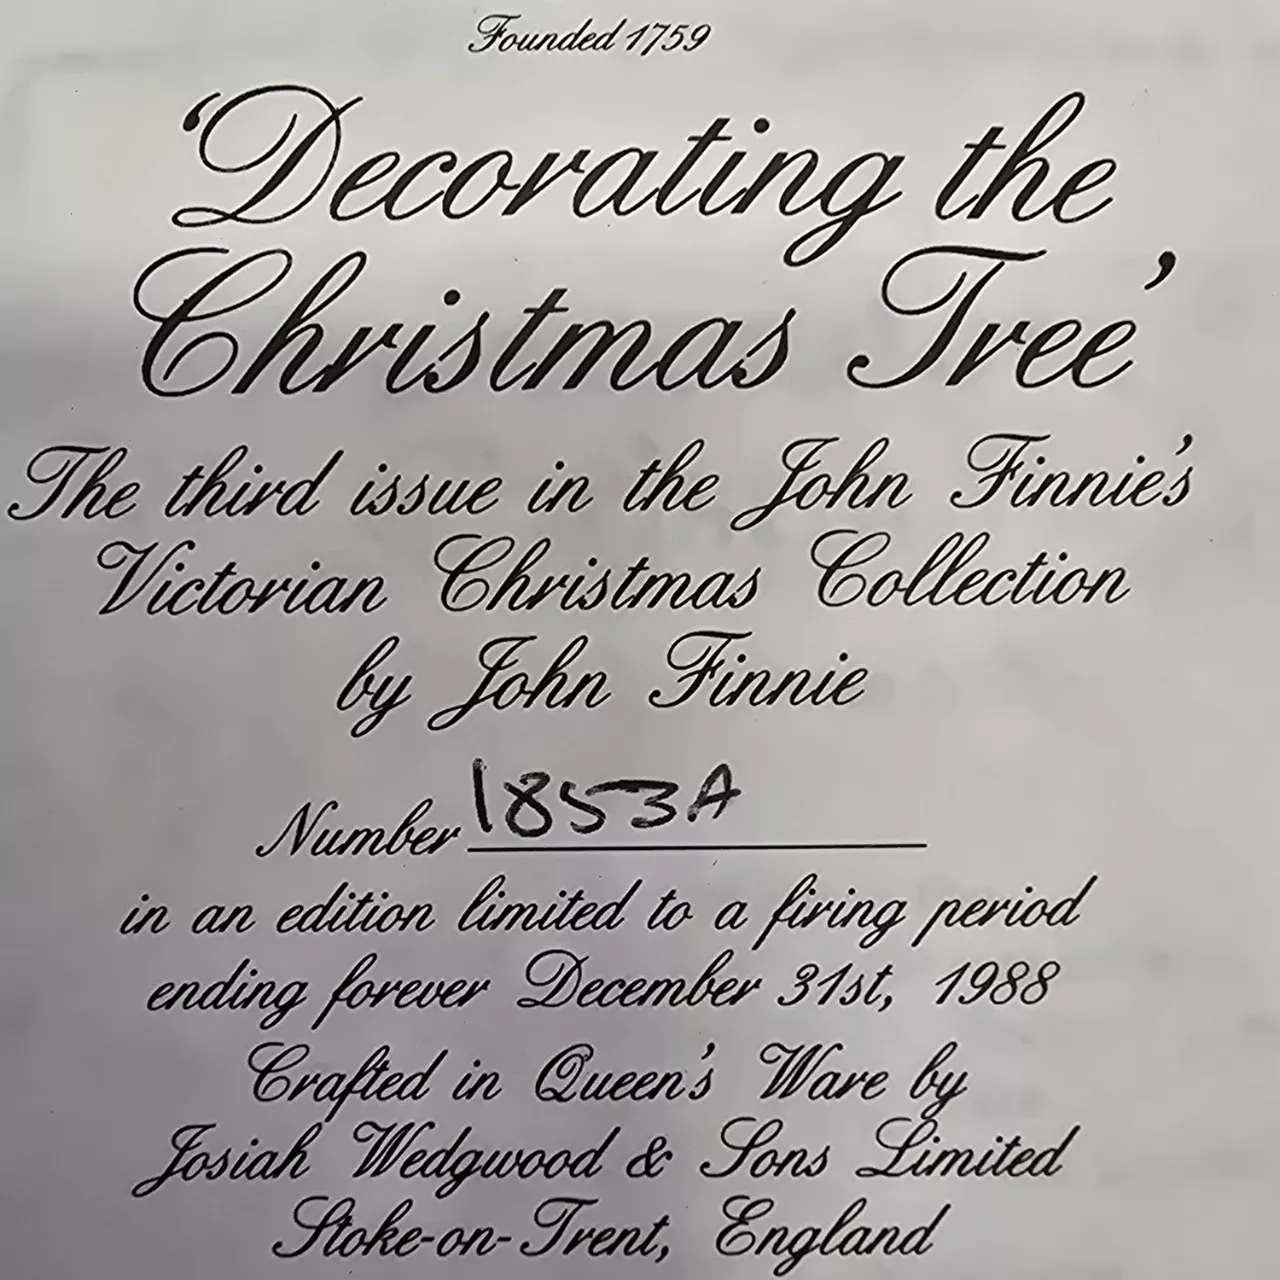 Founded 1759
‘Decorating the
Christmas Tree’
The third issue in the John Finnie's
Victorian Christmas Collection
by John Finnie
Number 1853A
in an edition limited to a firing period
ending forever December 31st, 1988
Crafted in Queen's Ware by
Josiah Wedgwood & Sons Limited
Stoke-on-Trent, England